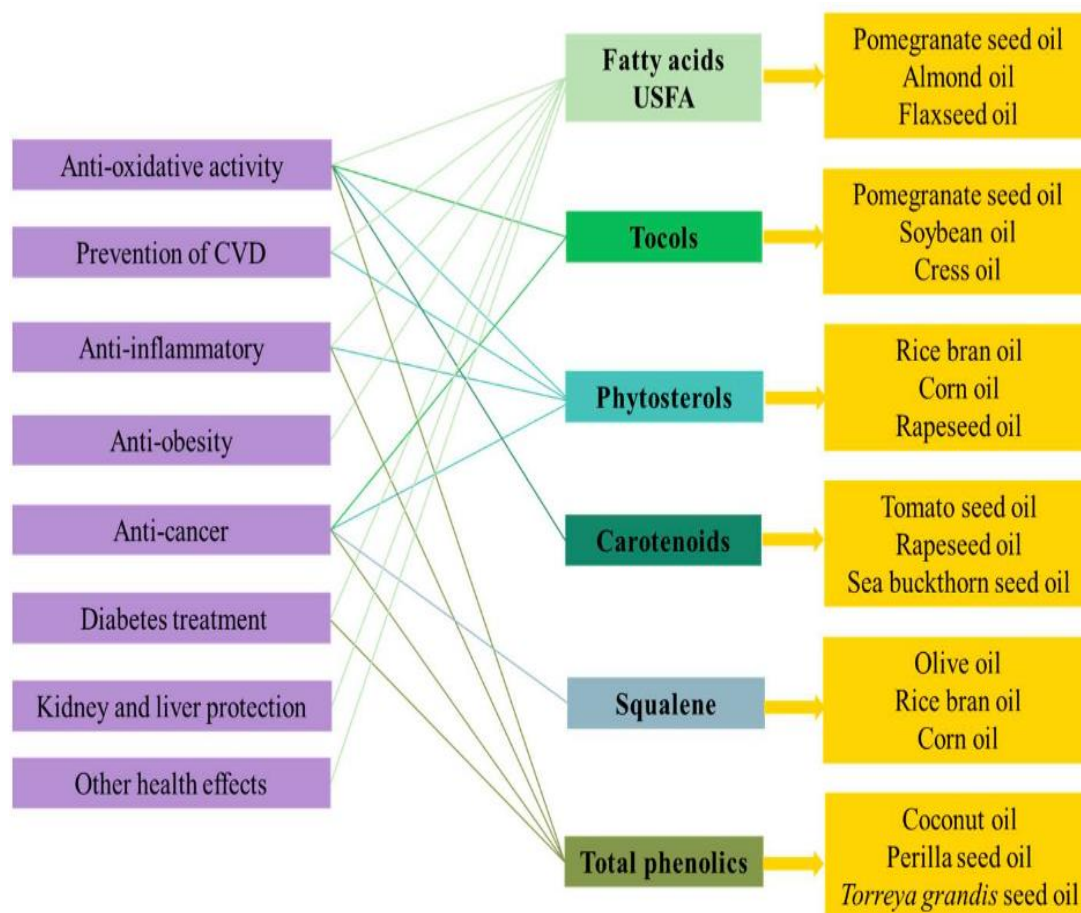 Anti-oxidative activity
Prevention of CVD
Anti-inflammatory
Anti-obesity
Anti-cancer
Diabetes treatment
Kidney and liver protection
Other health effects
Fatty acids
USFA
Tocols
Phytosterols
Carotenoids
Squalene
Total phenolics
Pomegranate seed oil
Almond oil
Flaxseed oil
Pomegranate seed oil
Soybean oil
Cress oil
Rice bran oil
Corn oil
Rapeseed oil
Tomato seed oil
Rapeseed oil
Sea buckthorn seed oil
Olive oil
Rice bran oil
Corn oil
Coconut oil
Perilla seed oil
Torreya grandis seed oil